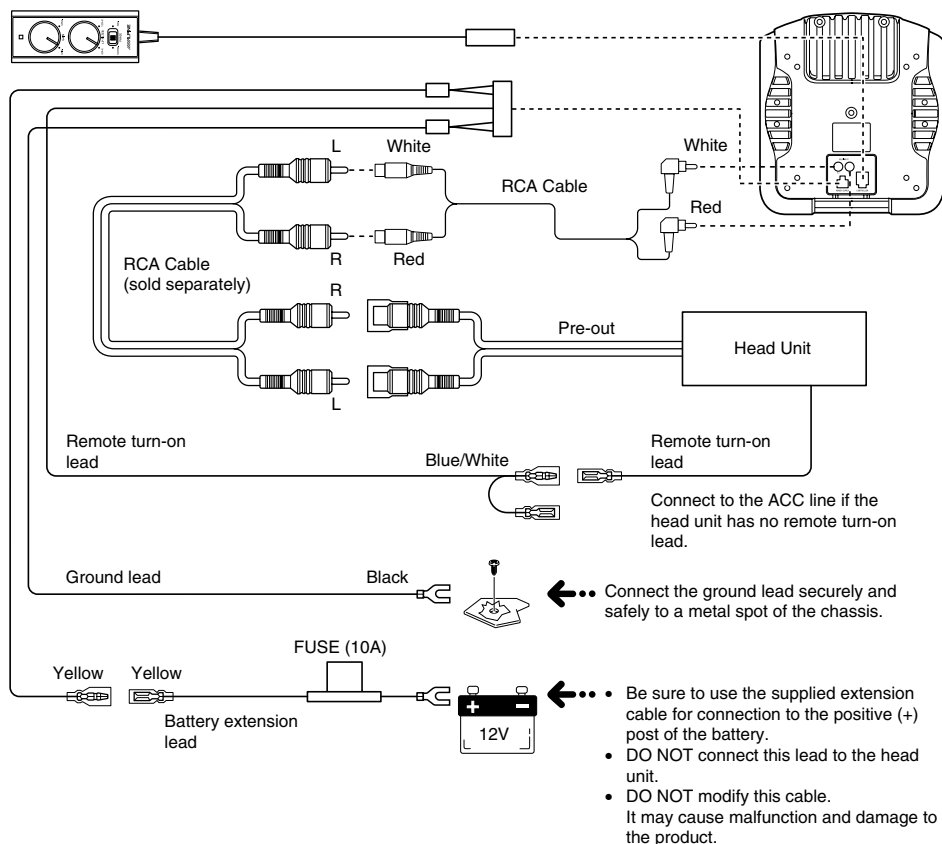 L
White
White
RCA Cable
Red
R
Red
RCA Cable
(sold separately)
R
Pre-out
Head Unit
L
Remote turn-on
lead
Blue/White
Remote turn-on
lead
Connect to the ACC line if the
head unit has no remote turn-on
lead.
Ground lead
Black
Connect the ground lead securely and
safely to a metal spot of the chassis.
FUSE (10A)
Yellow
Yellow
Battery extension
lead
+ −
12V
• Be sure to use the supplied extension
cable for connection to the positive (+)
post of the battery.
• DO NOT connect this lead to the head
unit.
• DO NOT modify this cable.
It may cause malfunction and damage to
the product.